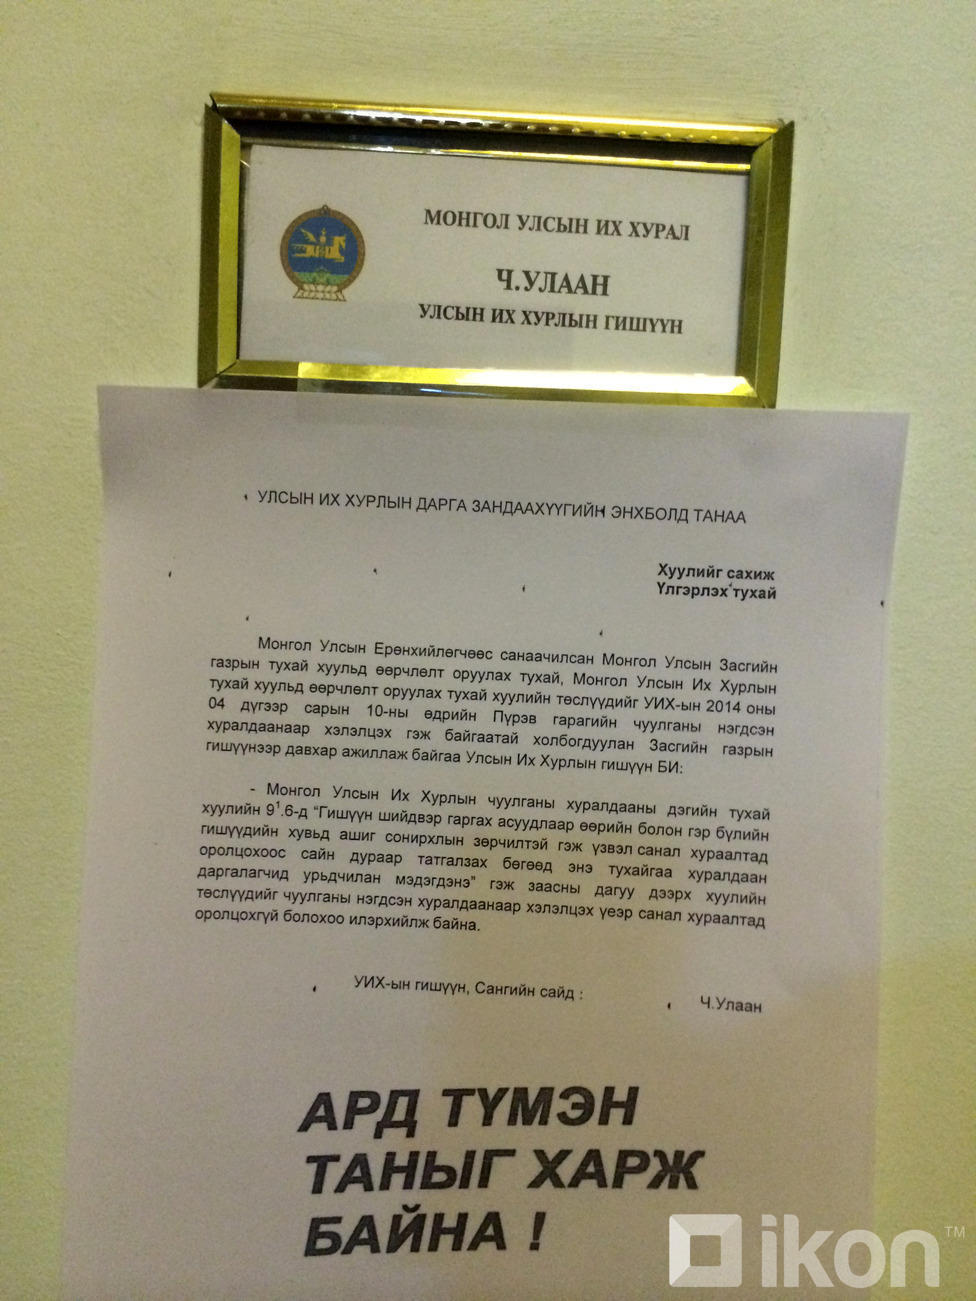 МОНГОЛ УЛСЫН ИХ ХУРАЛ
Ч.УЛААН
УЛСЫН ИХ ХУРЛЫН ГИШҮҮН
УЛСЫН ИХ ХУРЛЫН ДАРГА ЗАНДААХҮҮГИЙН ЭНХБОЛД ТАНАА
Хуулийг сахиж
Үлгэрлэх тухай
Монгол Улсын Ерөнхийлөгчөөс санаачилсан Монгол Улсын Засгийн
газрын тухай хуульд өөрчлөлт оруулах тухай, Монгол Улсын Их Хурлын
тухай хуульд өөрчлөлт оруулах тухай хуулийн төслүүдийг УИХ-ын 2014 оны
04 дүгээр сарын 10-ны өдрийн Пүрэв гарагийн чуулганы нэгдсэн
хуралдаанаар хэлэлцэх гэж байгаатай холбогдуулан Засгийн газрын
гишүүнээр давхар ажиллаж байгаа Улсын Их Хурлын гишүүн БИ:
- Монгол Улсын Их Хурлын чуулганы хуралдааны дэгийн тухай
хуулийн 9¹.6-д “Гишүүн шийдвэр гаргах асуудлаар өөрийн болон гэр бүлийн
гишүүдийн хувьд ашиг сонирхлын зөрчилтэй гэж үзвэл санал хураалтад
оролцохоос сайн дураар татгалзах бөгөөд энэ тухайгаа хуралдаан
даргалагчид урьдчилан мэдэгдэнэ” гэж заасны дагуу дээрх хуулийн
төслүүдийг чуулганы нэгдсэн хуралдаанаар хэлэлцэх үеэр санал хураалтад
оролцохгүй болохоо илэрхийлж байна.
УИХ-ын гишүүн, Сангийн сайд :
Ч.Улаан
АРД ТҮМЭН
ТАНЫГ ХАРЖ
БАЙНА !
ikon™